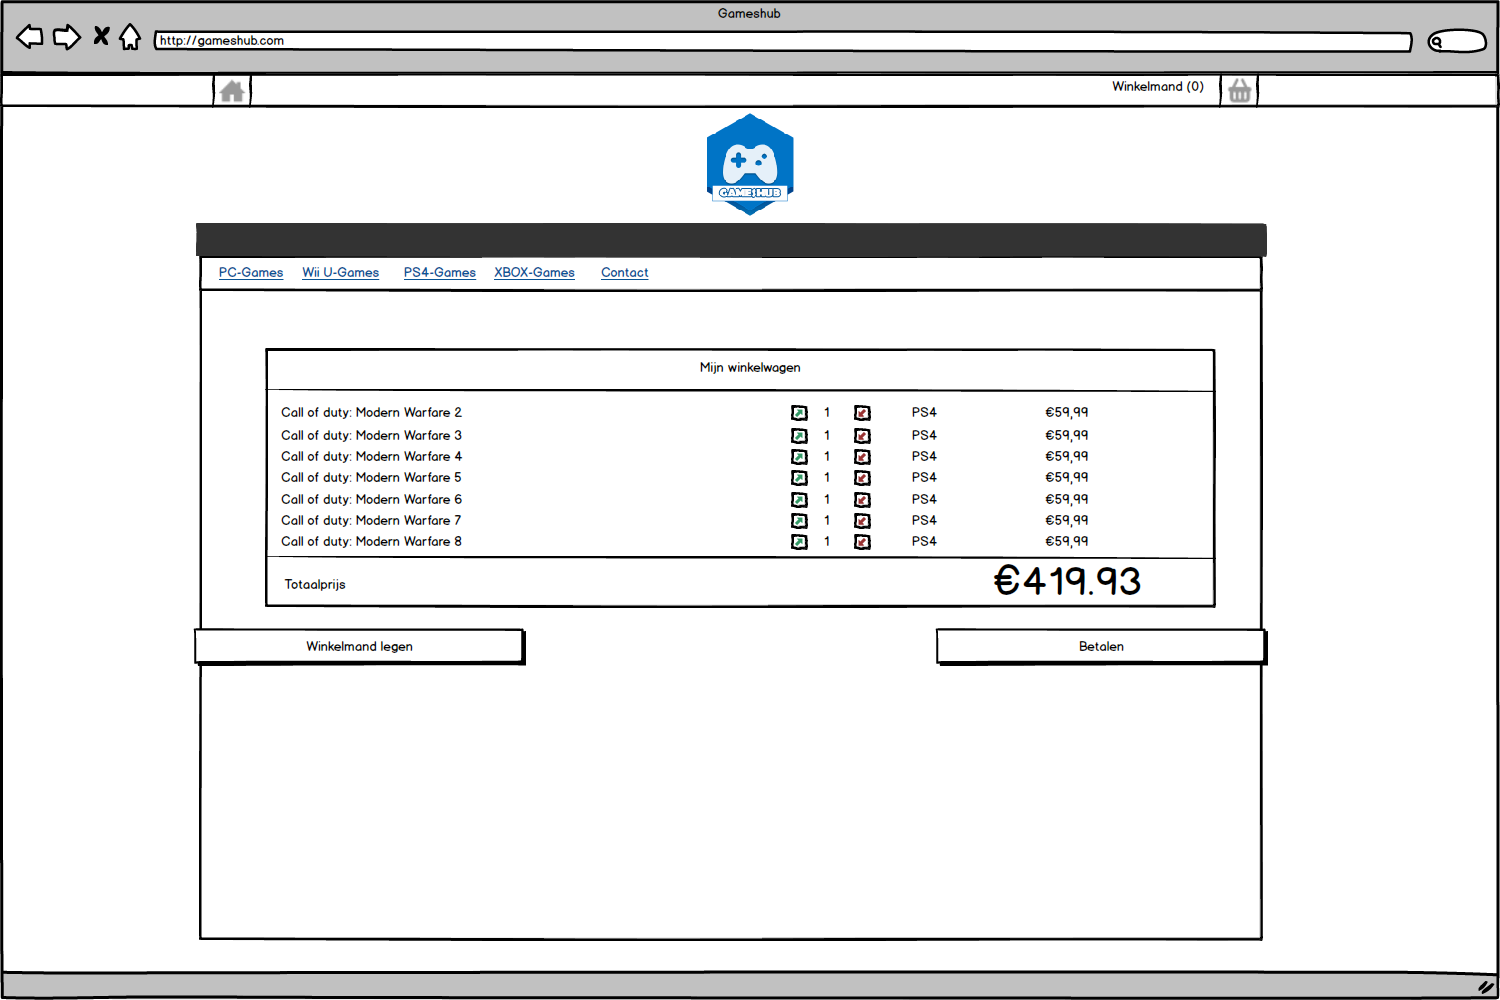 Gameshub
http://gameshub.com
Winkelmand (0)
GAMESHUB
PC-Games Wii U-Games PS4-Games XBOX-Games Contact
Mijn winkelwagen
Call of duty: Modern Warfare 2 1 PS4 €59,99
Call of duty: Modern Warfare 3 1 PS4 €59,99
Call of duty: Modern Warfare 4 1 PS4 €59,99
Call of duty: Modern Warfare 5 1 PS4 €59,99
Call of duty: Modern Warfare 6 1 PS4 €59,99
Call of duty: Modern Warfare 7 1 PS4 €59,99
Call of duty: Modern Warfare 8 1 PS4 €59,99
Totaalprijs €419.93
Winkelmand legen Betalen